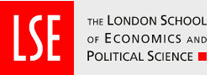 LSE
THE LONDON SCHOOL
OF ECONOMICS AND
POLITICAL SCIENCE